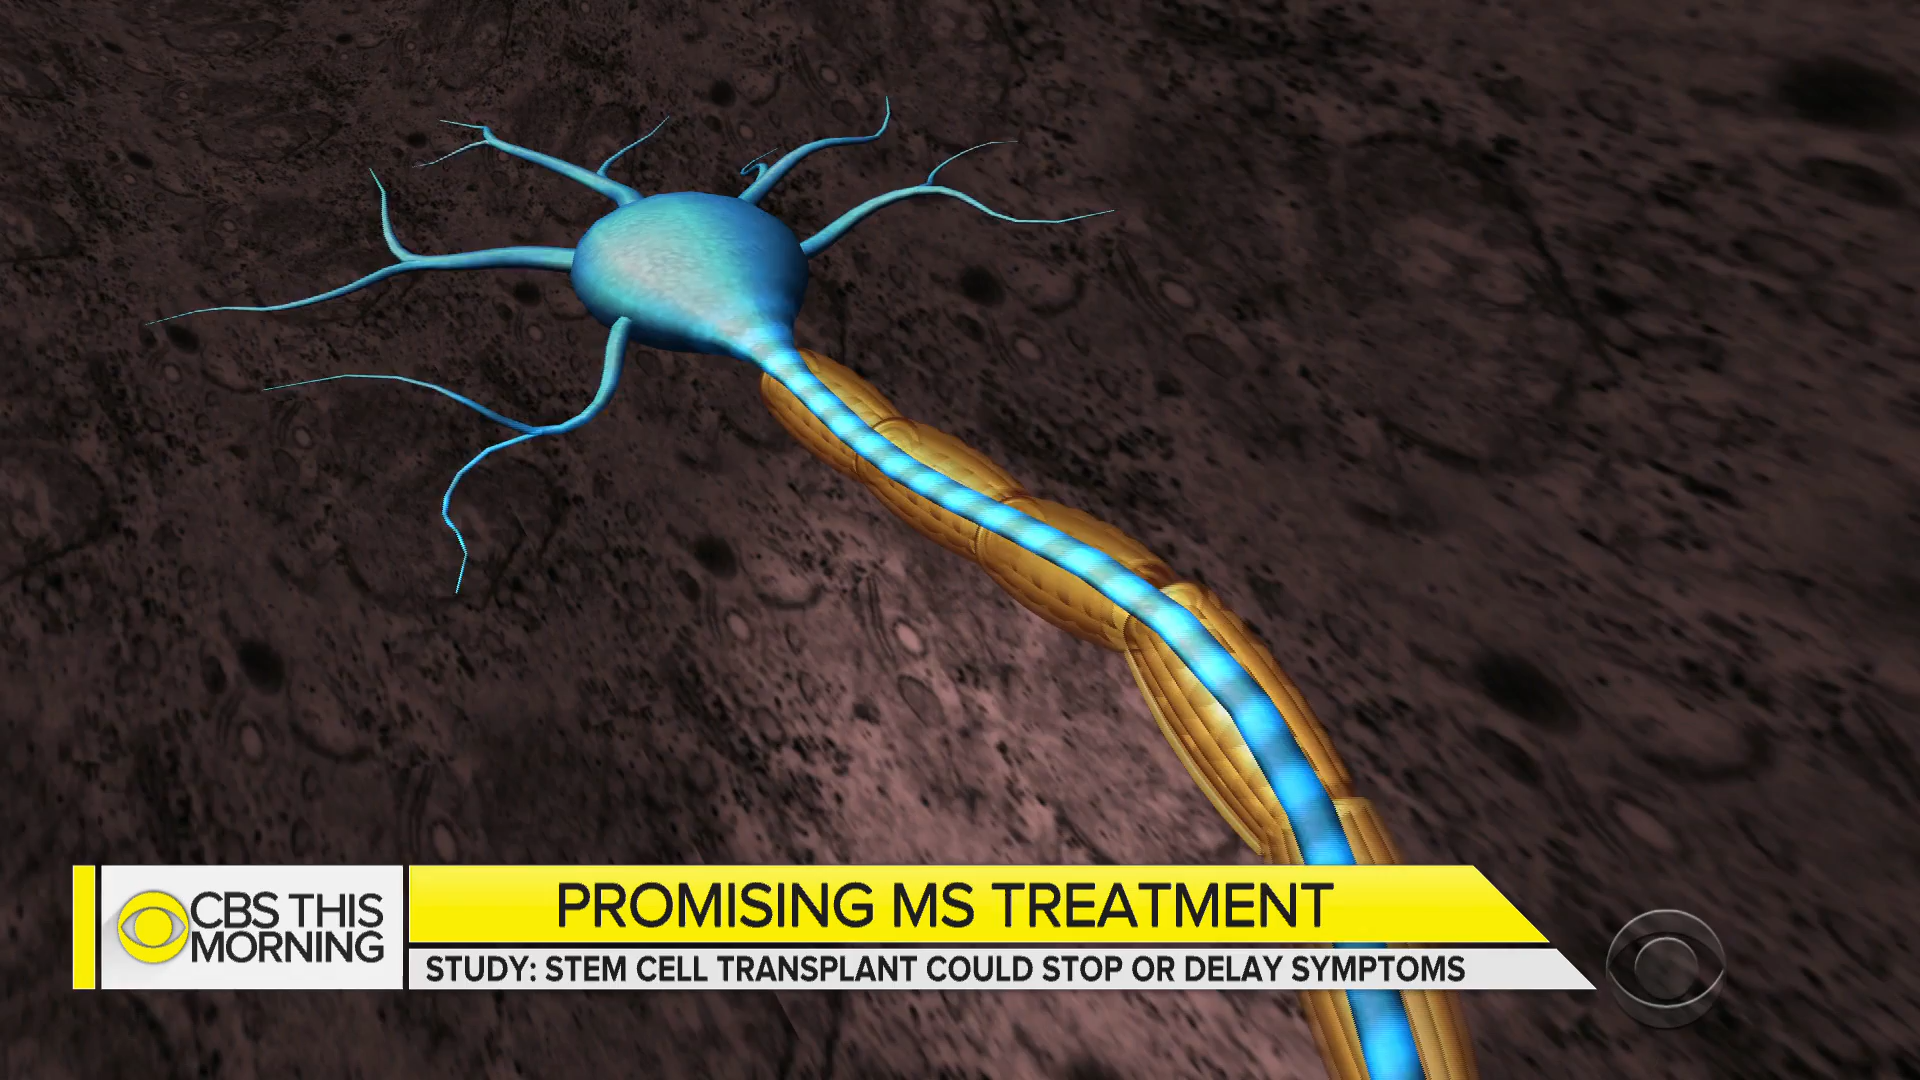 CBS THIS
MORNING
PROMISING MS TREATMENT
STUDY: STEM CELL TRANSPLANT COULD STOP OR DELAY SYMPTOMS